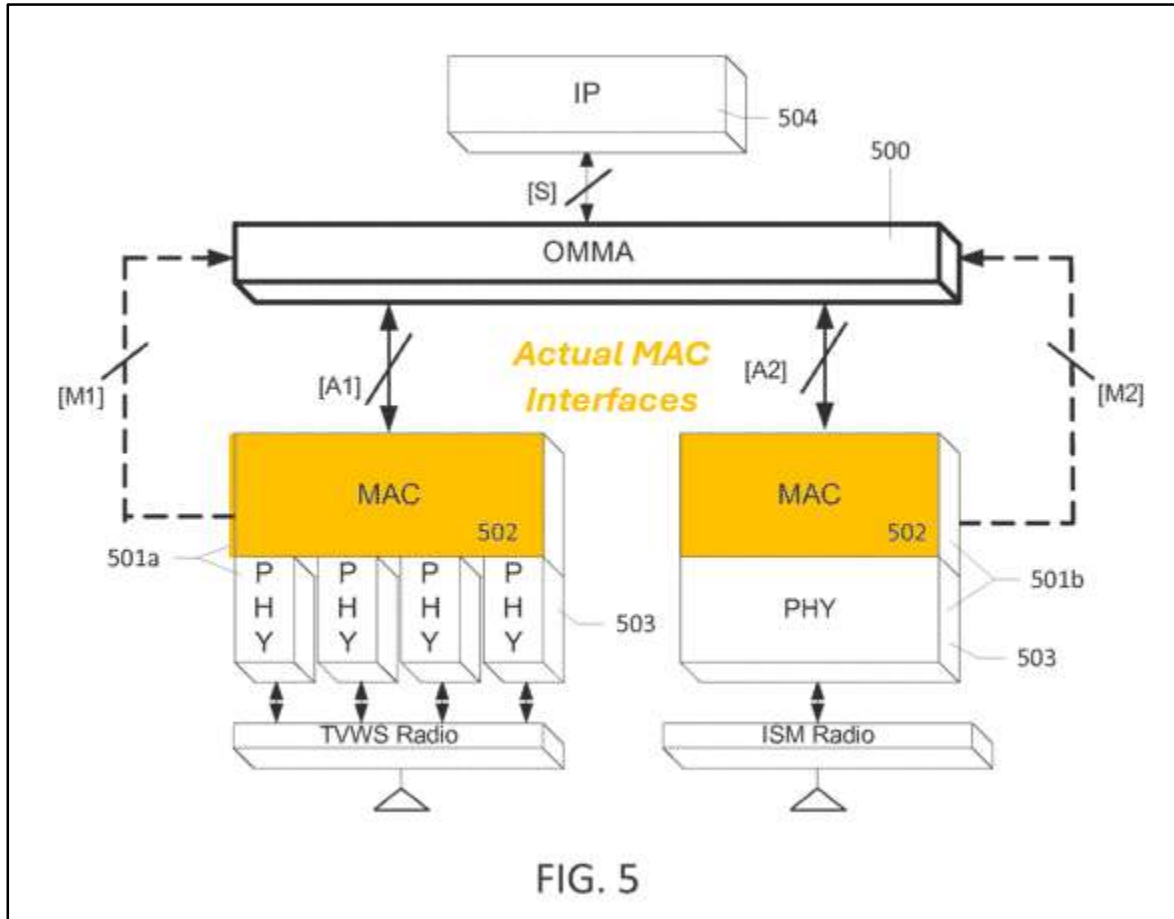 IP
504
500
[S]
OMMA
Actual MAC
Interfaces
[M1]
[A1]
[A2]
[M2]
MAC
502
MAC
502
501a
P
H
Y
P
H
Y
P
H
Y
P
H
Y
503
PHY
501b
503
TVWS Radio
ISM Radio
FIG. 5